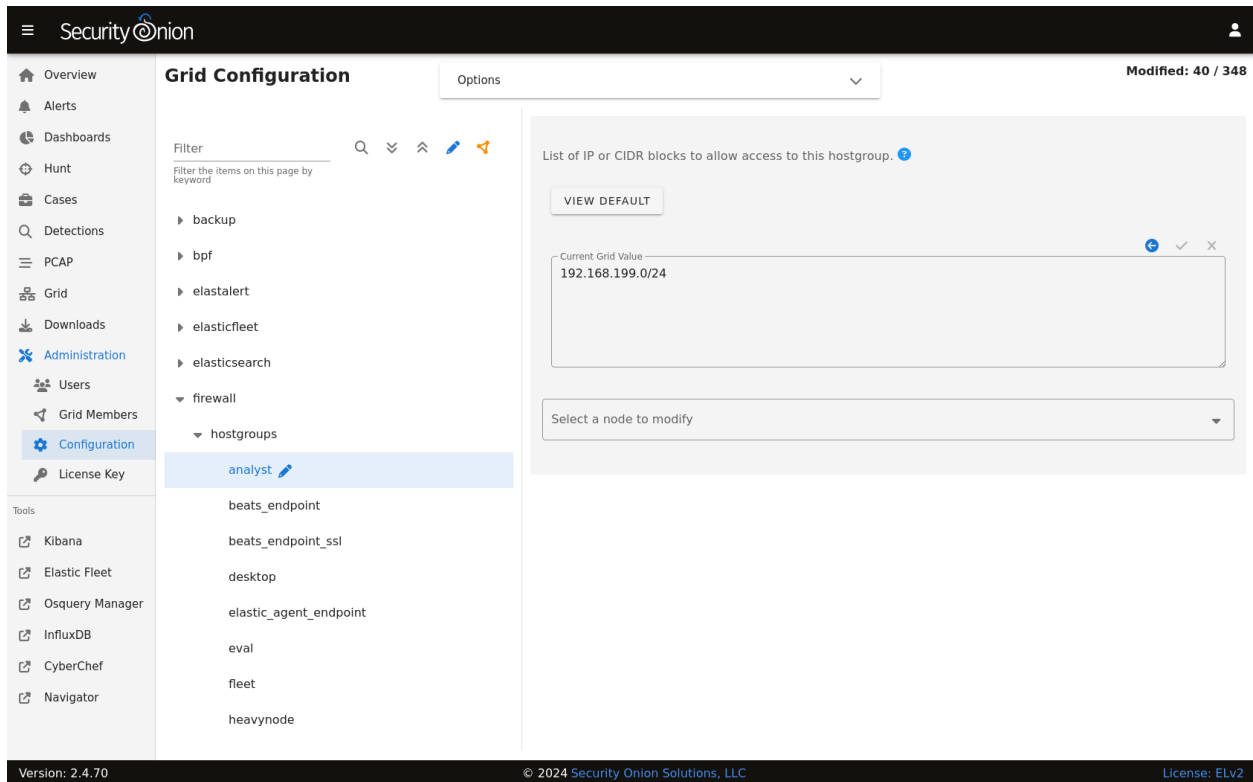 Security Onion
Overview
Alerts
Dashboards
Hunt
Cases
Detections
PCAP
Grid
Downloads
Administration
Users
Grid Members
Configuration
License Key
Tools
Kibana
Elastic Fleet
Osquery Manager
InfluxDB
CyberChef
Navigator
Grid Configuration
Options
Modified: 40 / 348
Filter
Filter the items on this page by
keyword
backup
bpf
elastalert
elasticfleet
elasticsearch
firewall
hostgroups
analyst
beats_endpoint
beats_endpoint_ssl
desktop
elastic_agent_endpoint
eval
fleet
heavynode
List of IP or CIDR blocks to allow access to this hostgroup. ?
VIEW DEFAULT
Current Grid Value
192.168.199.0/24
Select a node to modify
Version: 2.4.70
© 2024 Security Onion Solutions, LLC
License: ELv2